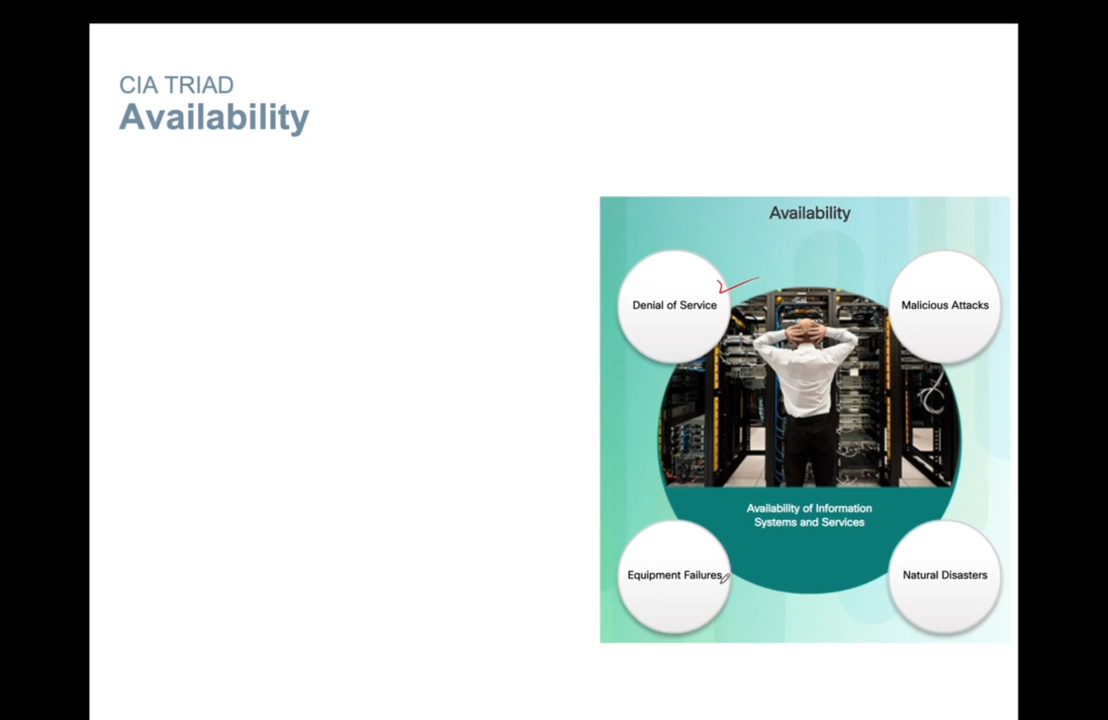 CIA TRIAD
Availability
Availability
Denial of Service
Malicious Attacks
Availability of Information
Systems and Services
Equipment Failures
Natural Disasters